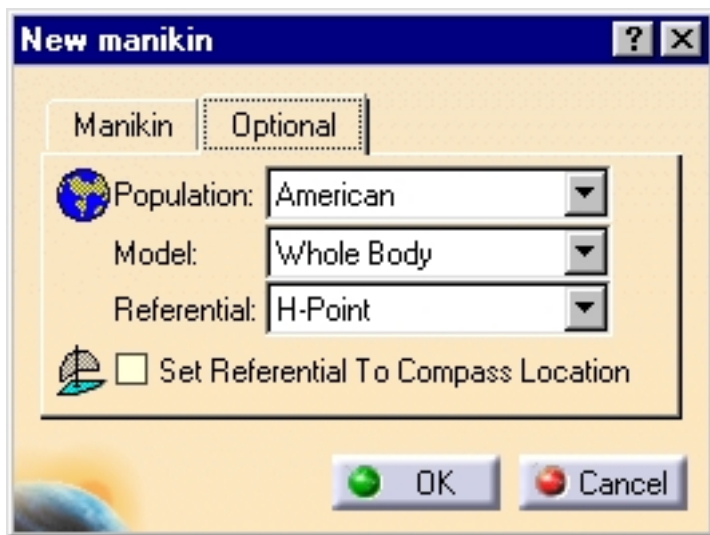 New manikin
Manikin Optional
Population: American
Model: Whole Body
Referential: H-Point
Set Referential To Compass Location
OK Cancel